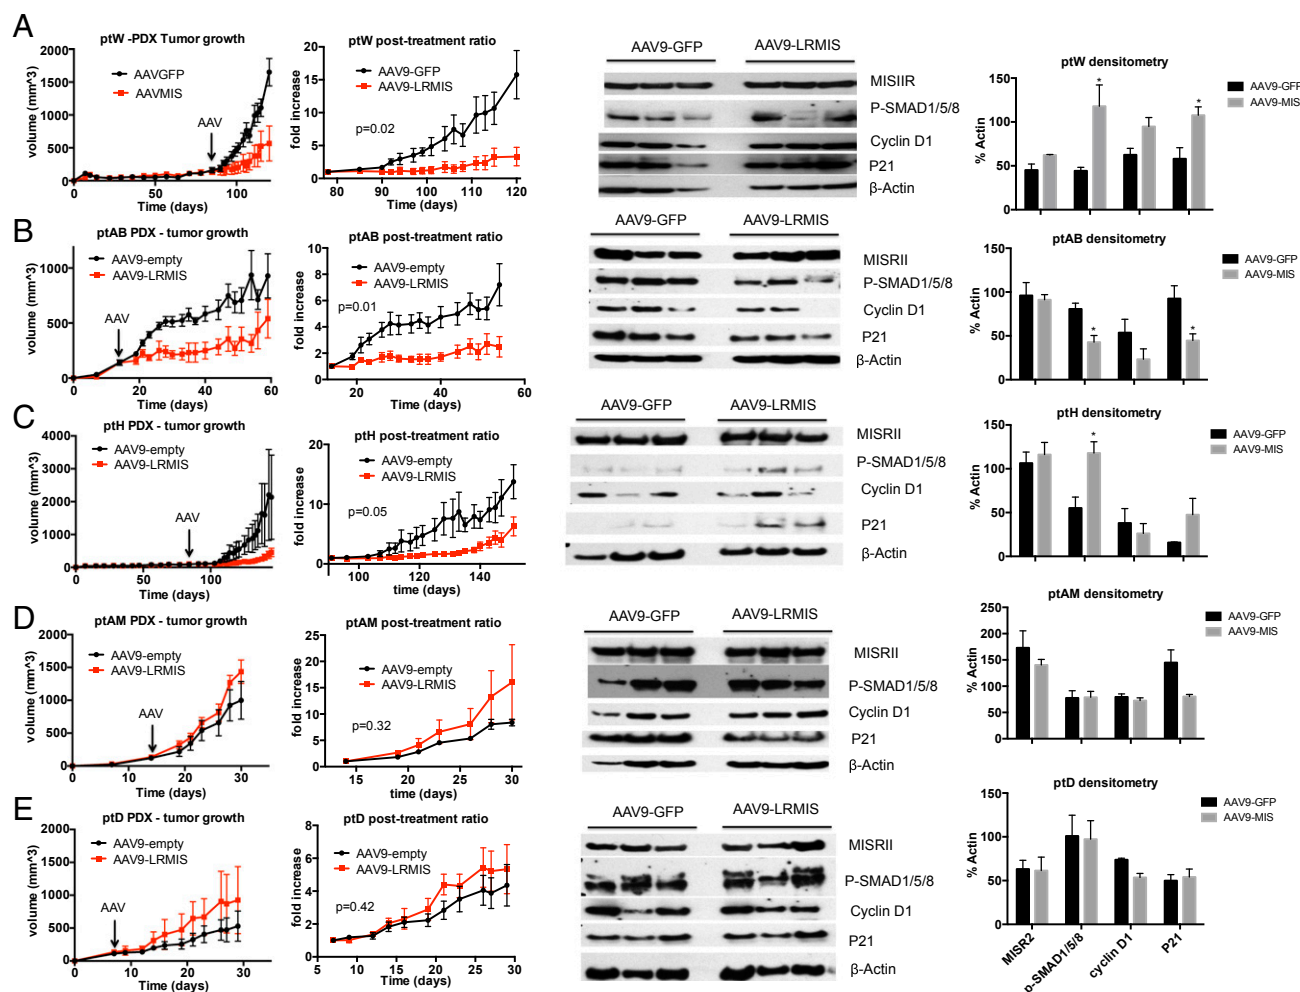 A
ptW -PDX Tumor growth
volume (mm^3)
2000
1500
1000
500
0
AAVGFP
AAVMIS
AAV
0 50 100
Time (days)
ptW post-treatment ratio
fold increase
20
15
10
5
0
AAV9-GFP
AAV9-LRMIS
p=0.02
80 90 100 110 120
Time (days)
AAV9-GFP AAV9-LRMIS
MISIIR
P-SMAD1/5/8
Cyclin D1
P21
β-Actin
ptW densitometry
% Actin
150
100
50
0
* *
AAV9-GFP
AAV9-MIS
B
ptAB PDX - tumor growth
volume (mm^3)
1000
500
0
AAV9-empty
AAV9-LRMIS
AAV
0 20 40 60
Time (days)
ptAB post-treatment ratio
fold increase
10
8
6
4
2
0
AAV9-empty
AAV9-LRMIS
p=0.01
20 40 60
Time (days)
AAV9-GFP AAV9-LRMIS
MISRII
P-SMAD1/5/8
Cyclin D1
P21
β-Actin
ptAB densitometry
% Actin
150
100
50
0
* *
AAV9-GFP
AAV9-MIS
C
ptH PDX - tumor growth
volume (mm^3)
4000
3000
2000
1000
0
AAV9-empty
AAV9-LRMIS
AAV
0 50 100 150
Time (days)
ptH post-treatment ratio
fold increase
20
10
0
AAV9-empty
AAV9-LRMIS
p=0.05
100 120 140
time (days)
AAV9-GFP AAV9-LRMIS
MISRII
P-SMAD1/5/8
Cyclin D1
P21
β-Actin
ptH densitometry
% Actin
150
100
50
0
*
AAV9-GFP
AAV9-MIS
D
ptAM PDX - tumor growth
volume (mm^3)
2000
1500
1000
500
0
AAV9-empty
AAV9-LRMIS
AAV
0 10 20 30
Time (days)
ptAM post-treatment ratio
fold increase
25
20
15
10
5
0
AAV9-empty
AAV9-LRMIS
p=0.32
15 20 25 30
time (days)
AAV9-GFP AAV9-LRMIS
MISRII
P-SMAD1/5/8
Cyclin D1
P21
β-Actin
ptAM densitometry
% Actin
250
200
150
100
50
0
AAV9-GFP
AAV9-MIS
E
ptD PDX - tumor growth
volume (mm^3)
2000
1500
1000
500
0
AAV9-empty
AAV9-LRMIS
AAV
0 10 20 30
Time (days)
ptD post-treatment ratio
fold increase
8
6
4
2
0
AAV9-empty
AAV9-LRMIS
p=0.42
5 10 15 20 25 30
Time (days)
AAV9-GFP AAV9-LRMIS
MISRII
P-SMAD1/5/8
Cyclin D1
P21
β-Actin
ptD densitometry
% Actin
150
100
50
0
AAV9-GFP
AAV9-MIS
MISR2 p-SMAD1/5/8 cyclin D1 P21